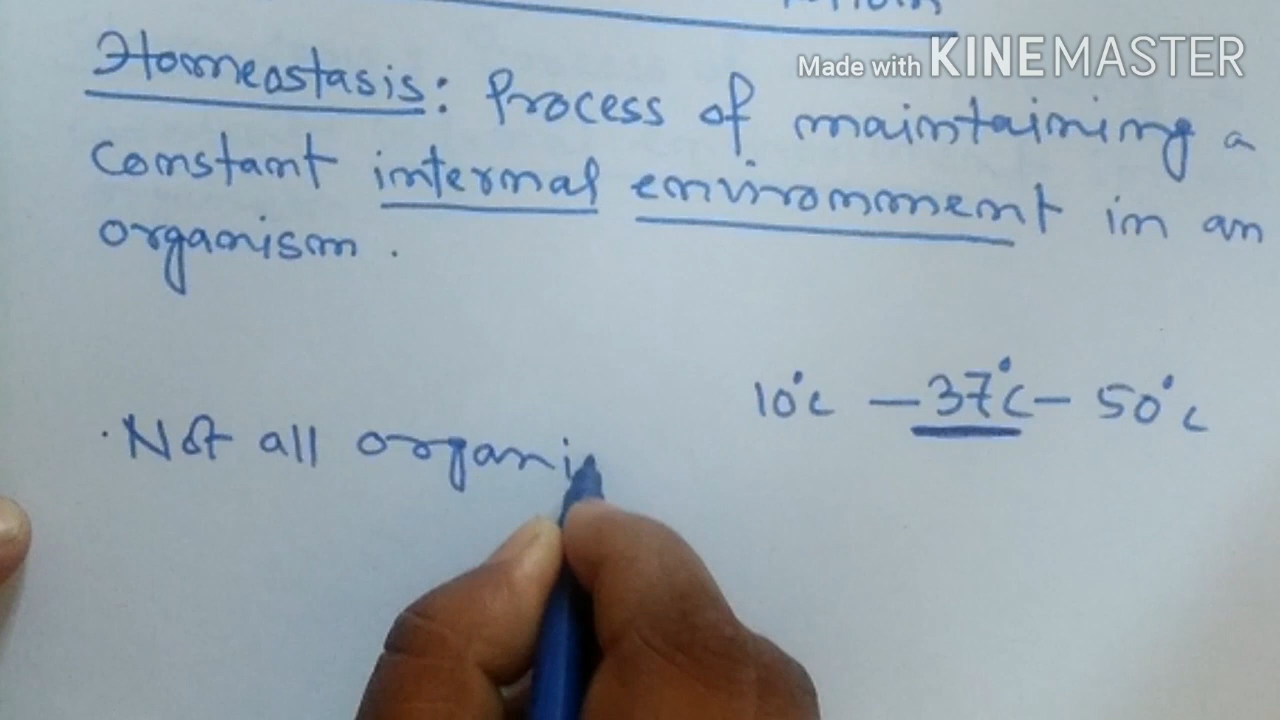 Made with KINEMASTER
Homeostasis: Process of maintaining a
constant internal environment in an
organism.
10°c – 37°c – 50°c
· Not all organi